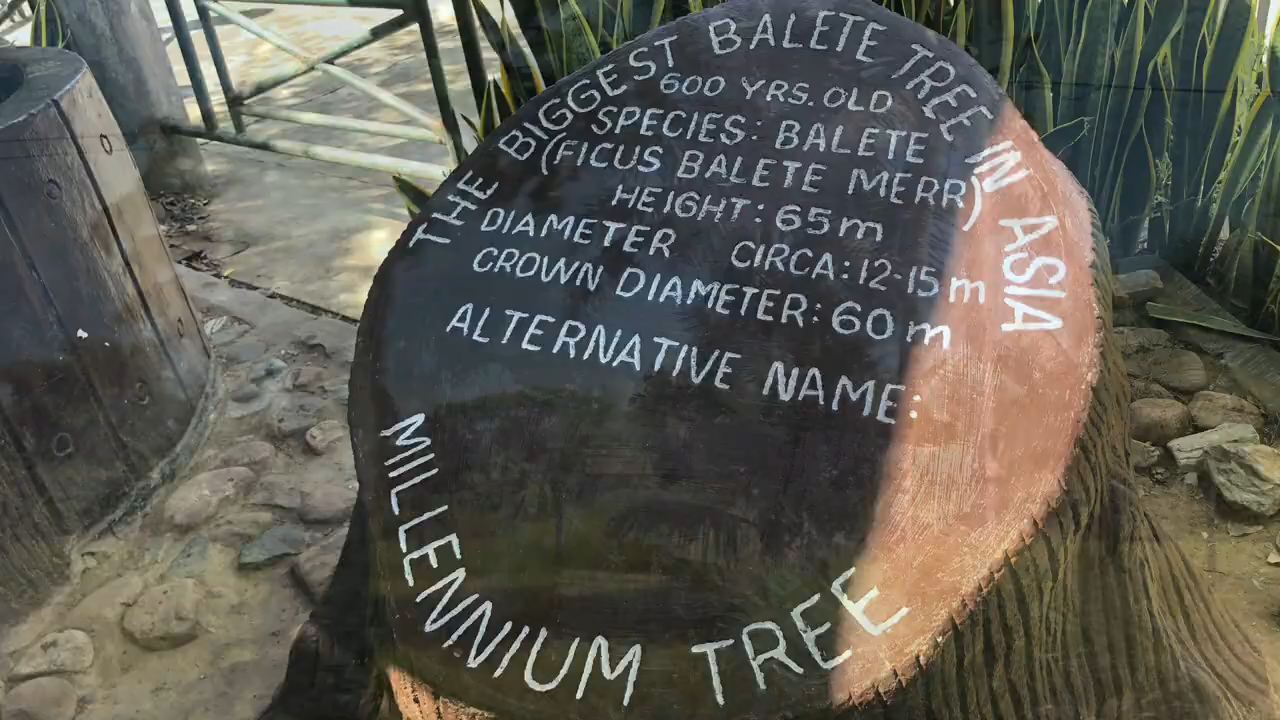 THE BIGGEST BALETE TREE IN ASIA
600 YRS. OLD
SPECIES: BALETE
(FICUS BALETE MERR)
HEIGHT: 65m
DIAMETER CIRCA: 12-15m
CROWN DIAMETER: 60m
ALTERNATIVE NAME:
MILLENNIUM TREE